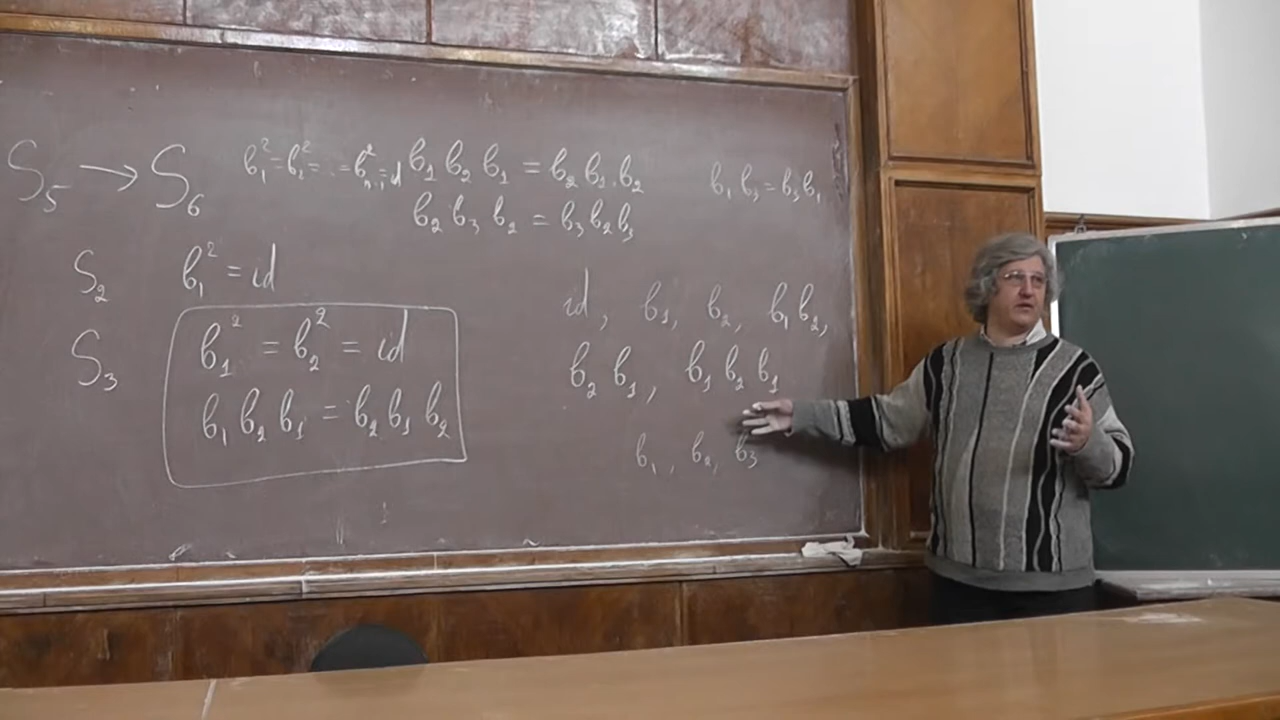 S₅ → S₆ b₁² = b₂² = ... = b²ₙ₋₁ = id b₁ b₂ b₁ = b₂ b₁ b₂ b₁ b₃ = b₃ b₁
b₂ b₃ b₂ = b₃ b₂ b₃
S₂ b₁² = id
id, b₁, b₂, b₁ b₂,
S₃ b₁² = b₂² = id
b₂ b₁, b₁ b₂ b₁
b₁ b₂ b₁ = b₂ b₁ b₂
b₁, b₂, b₃